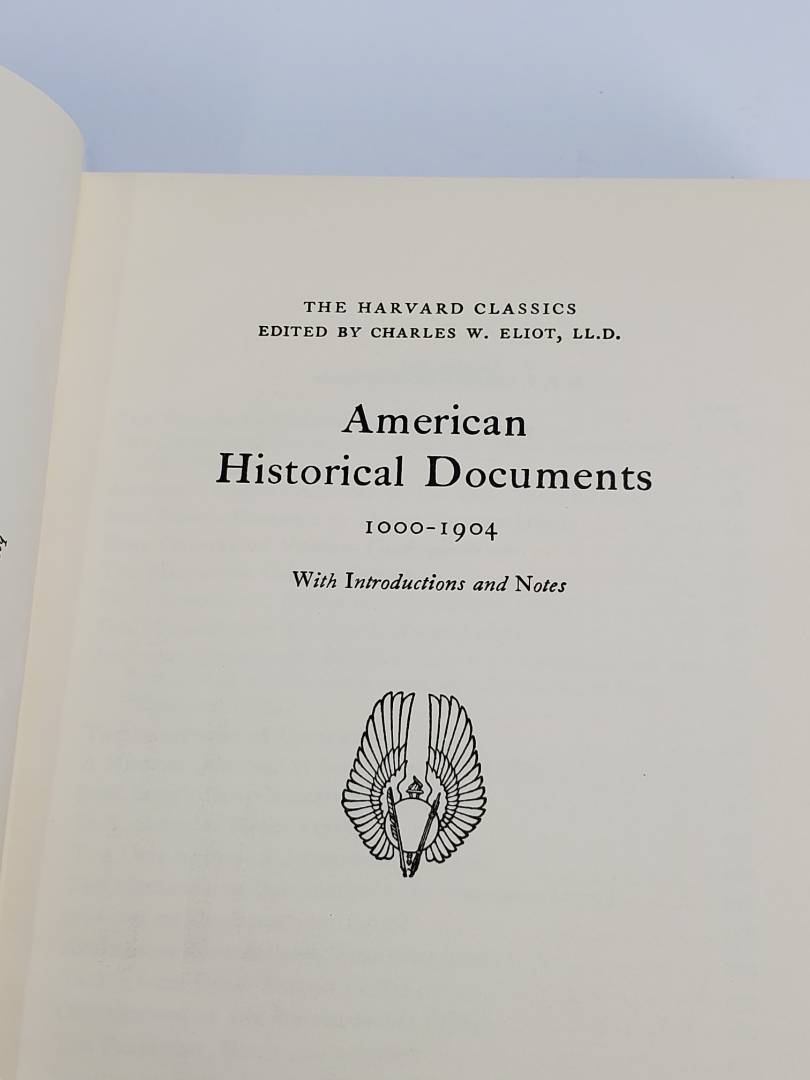 THE HARVARD CLASSICS
EDITED BY CHARLES W. ELIOT, LL.D.
American
Historical Documents
1000-1904
With Introductions and Notes